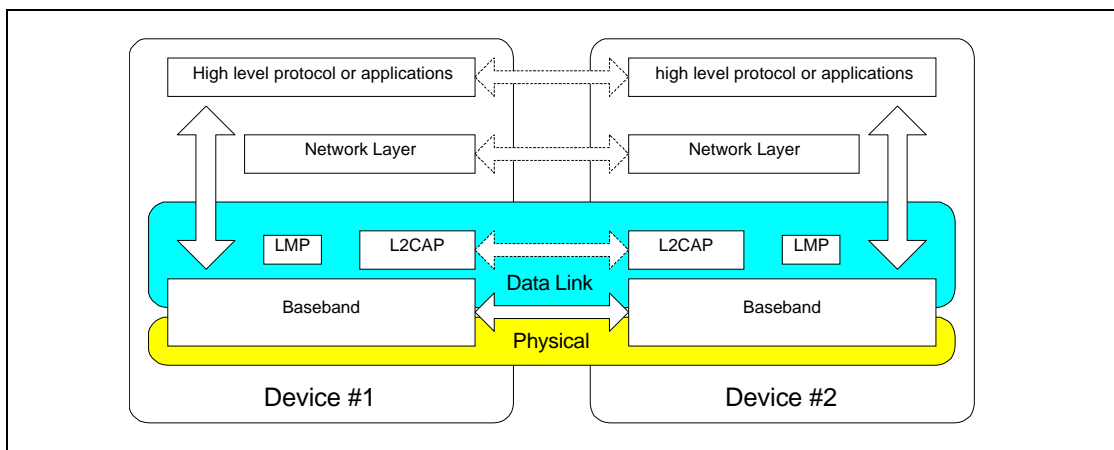 High level protocol or applications
high level protocol or applications
Network Layer
Network Layer
LMP
L2CAP
L2CAP
LMP
Data Link
Baseband
Baseband
Physical
Device #1
Device #2